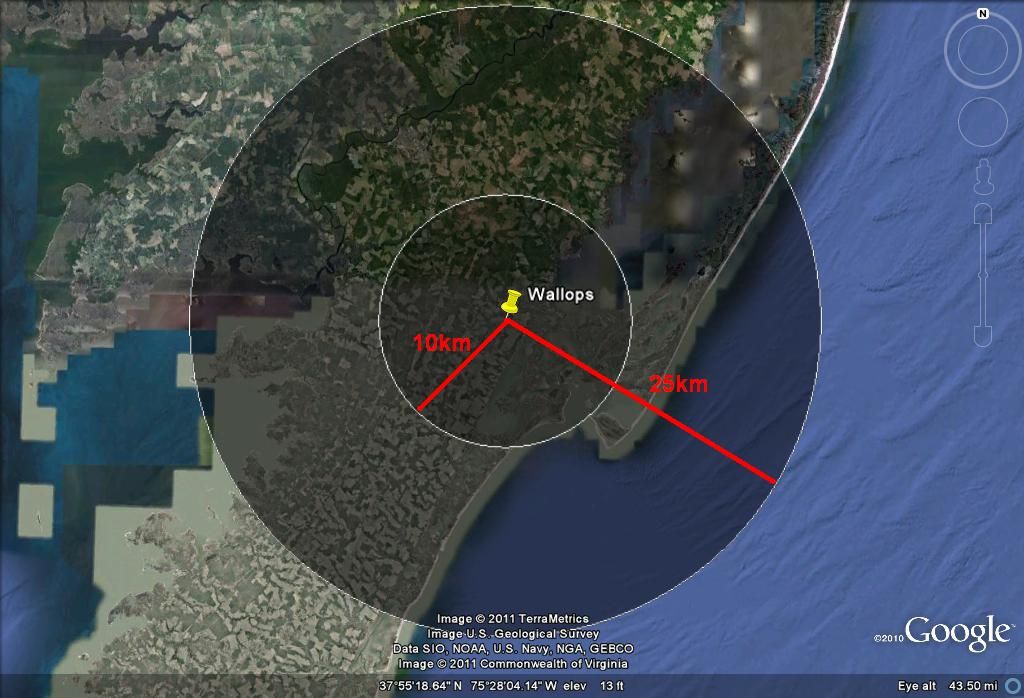 N
Wallops
10km
25km
Image © 2011 TerraMetrics
Image U.S. Geological Survey
Data SIO, NOAA, U.S. Navy, NGA, GEBCO
Image © 2011 Commonwealth of Virginia
©2010 Google™
37°55'18.64" N 75°28'04.14" W elev 13 ft
Eye alt 43.50 mi